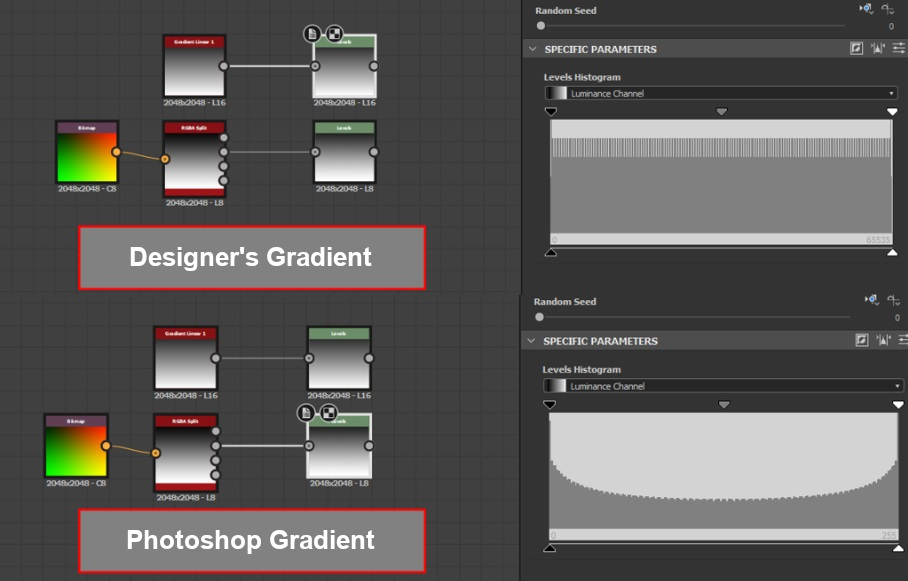 Random Seed
0
SPECIFIC PARAMETERS
Levels Histogram
Luminance Channel
0 65535
Gradient Linear 1
Levels
2048x2048 - L16
2048x2048 - L16
Bitmap
RGBA Split
Levels
2048x2048 - C8
2048x2048 - L8
2048x2048 - L8
Designer's Gradient
Random Seed
0
SPECIFIC PARAMETERS
Levels Histogram
Luminance Channel
0 255
Gradient Linear 1
Levels
2048x2048 - L16
2048x2048 - L16
Bitmap
RGBA Split
Levels
2048x2048 - C8
2048x2048 - L8
2048x2048 - L8
Photoshop Gradient